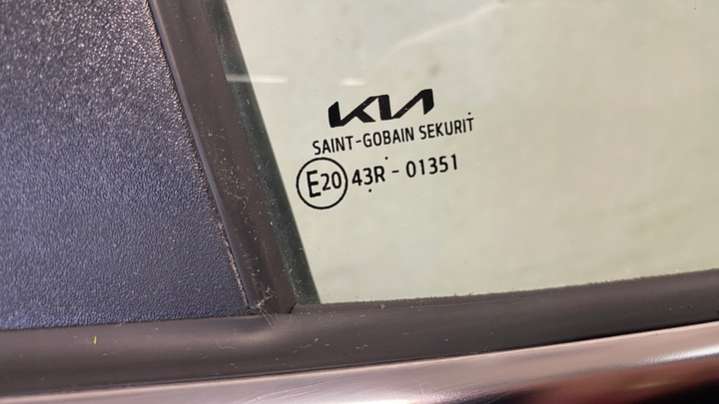 KIA
SAINT-GOBAIN SEKURIT
E20 43R - 01351